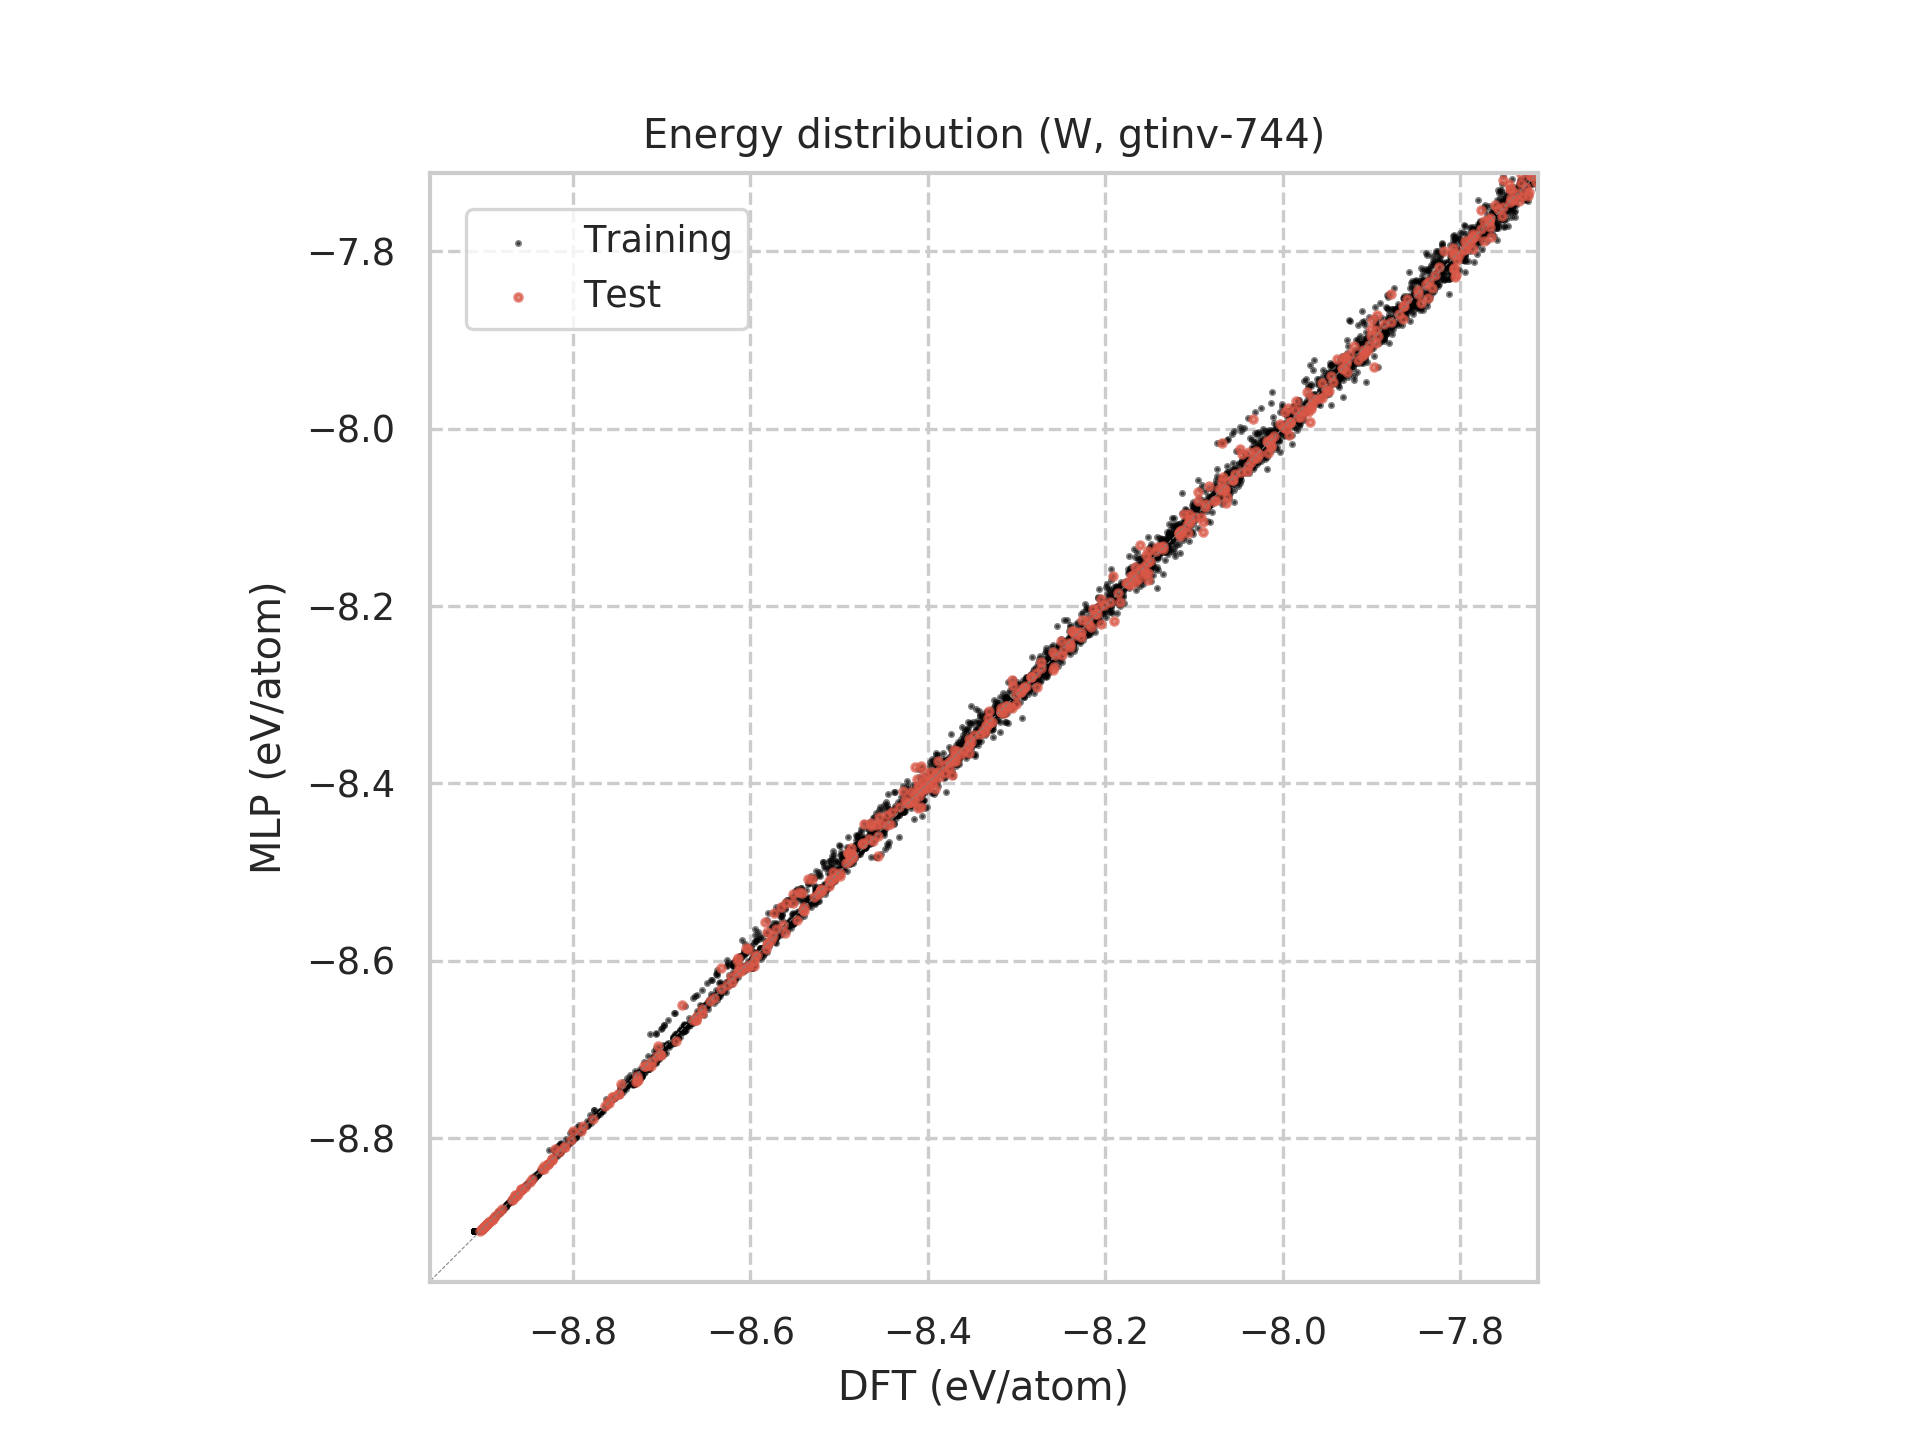 Energy distribution (W, gtinv-744)
Training
Test
−7.8
−8.0
−8.2
−8.4
−8.6
−8.8
MLP (eV/atom)
−8.8 −8.6 −8.4 −8.2 −8.0 −7.8
DFT (eV/atom)